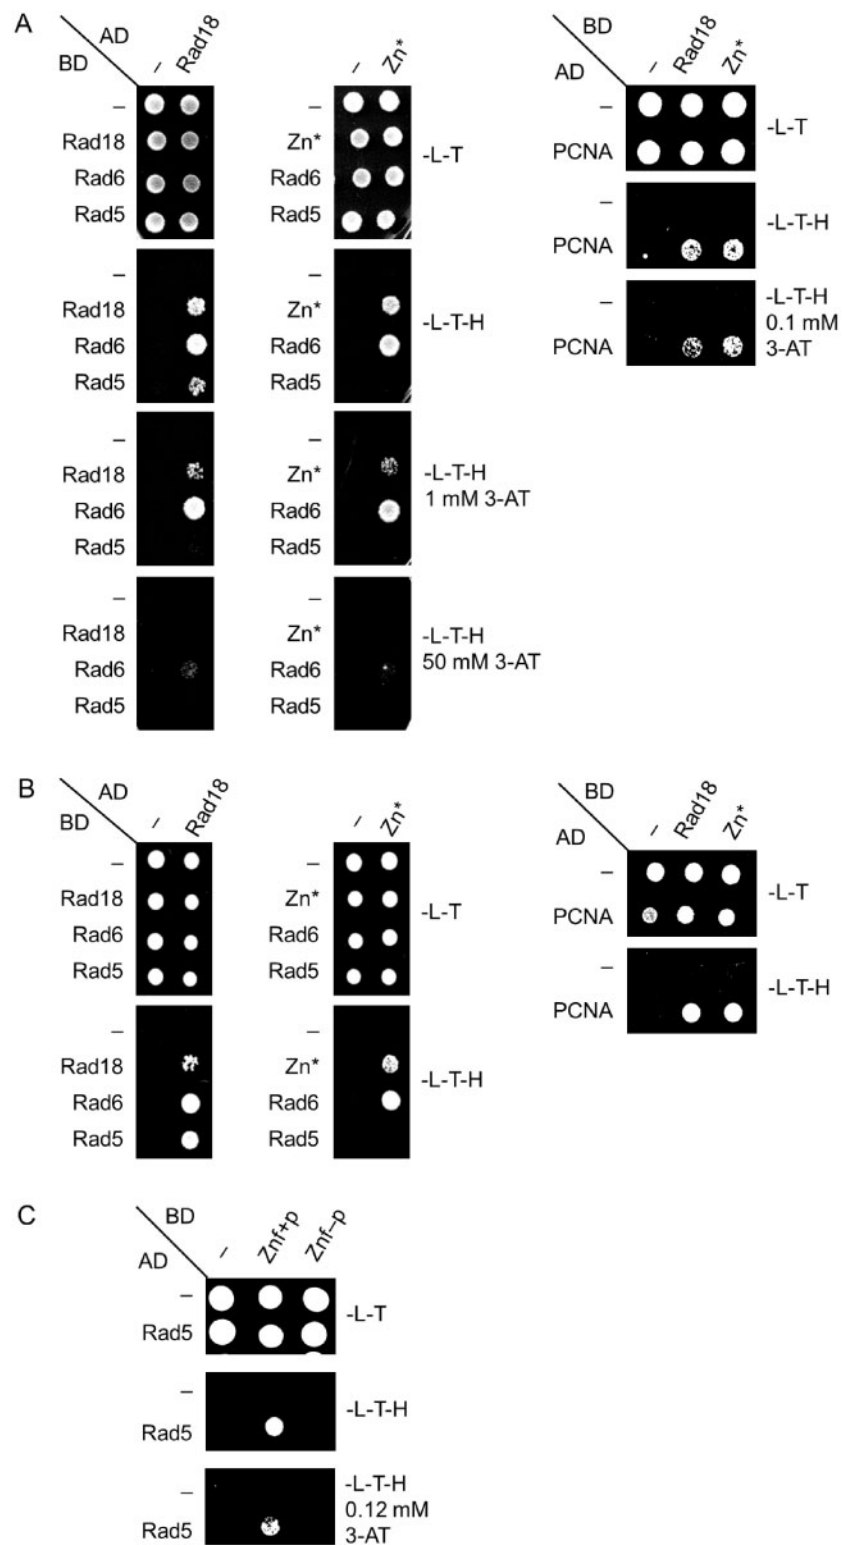 A
AD
BD
– Rad18
–
Rad18
Rad6
Rad5
– Zn*
–
Zn*
Rad6
Rad5
-L-T
–
Rad18
Rad6
Rad5
–
Zn*
Rad6
Rad5
-L-T-H
–
Rad18
Rad6
Rad5
–
Zn*
Rad6
Rad5
-L-T-H
1 mM 3-AT
–
Rad18
Rad6
Rad5
–
Zn*
Rad6
Rad5
-L-T-H
50 mM 3-AT
BD
AD
– Rad18 Zn*
–
PCNA
-L-T
–
PCNA
-L-T-H
–
PCNA
-L-T-H
0.1 mM
3-AT
B
AD
BD
– Rad18
–
Rad18
Rad6
Rad5
– Zn*
–
Zn*
Rad6
Rad5
-L-T
–
Rad18
Rad6
Rad5
–
Zn*
Rad6
Rad5
-L-T-H
BD
AD
– Rad18 Zn*
–
PCNA
-L-T
–
PCNA
-L-T-H
C
BD
AD
– Znf+p Znf–p
–
Rad5
-L-T
–
Rad5
-L-T-H
–
Rad5
-L-T-H
0.12 mM
3-AT